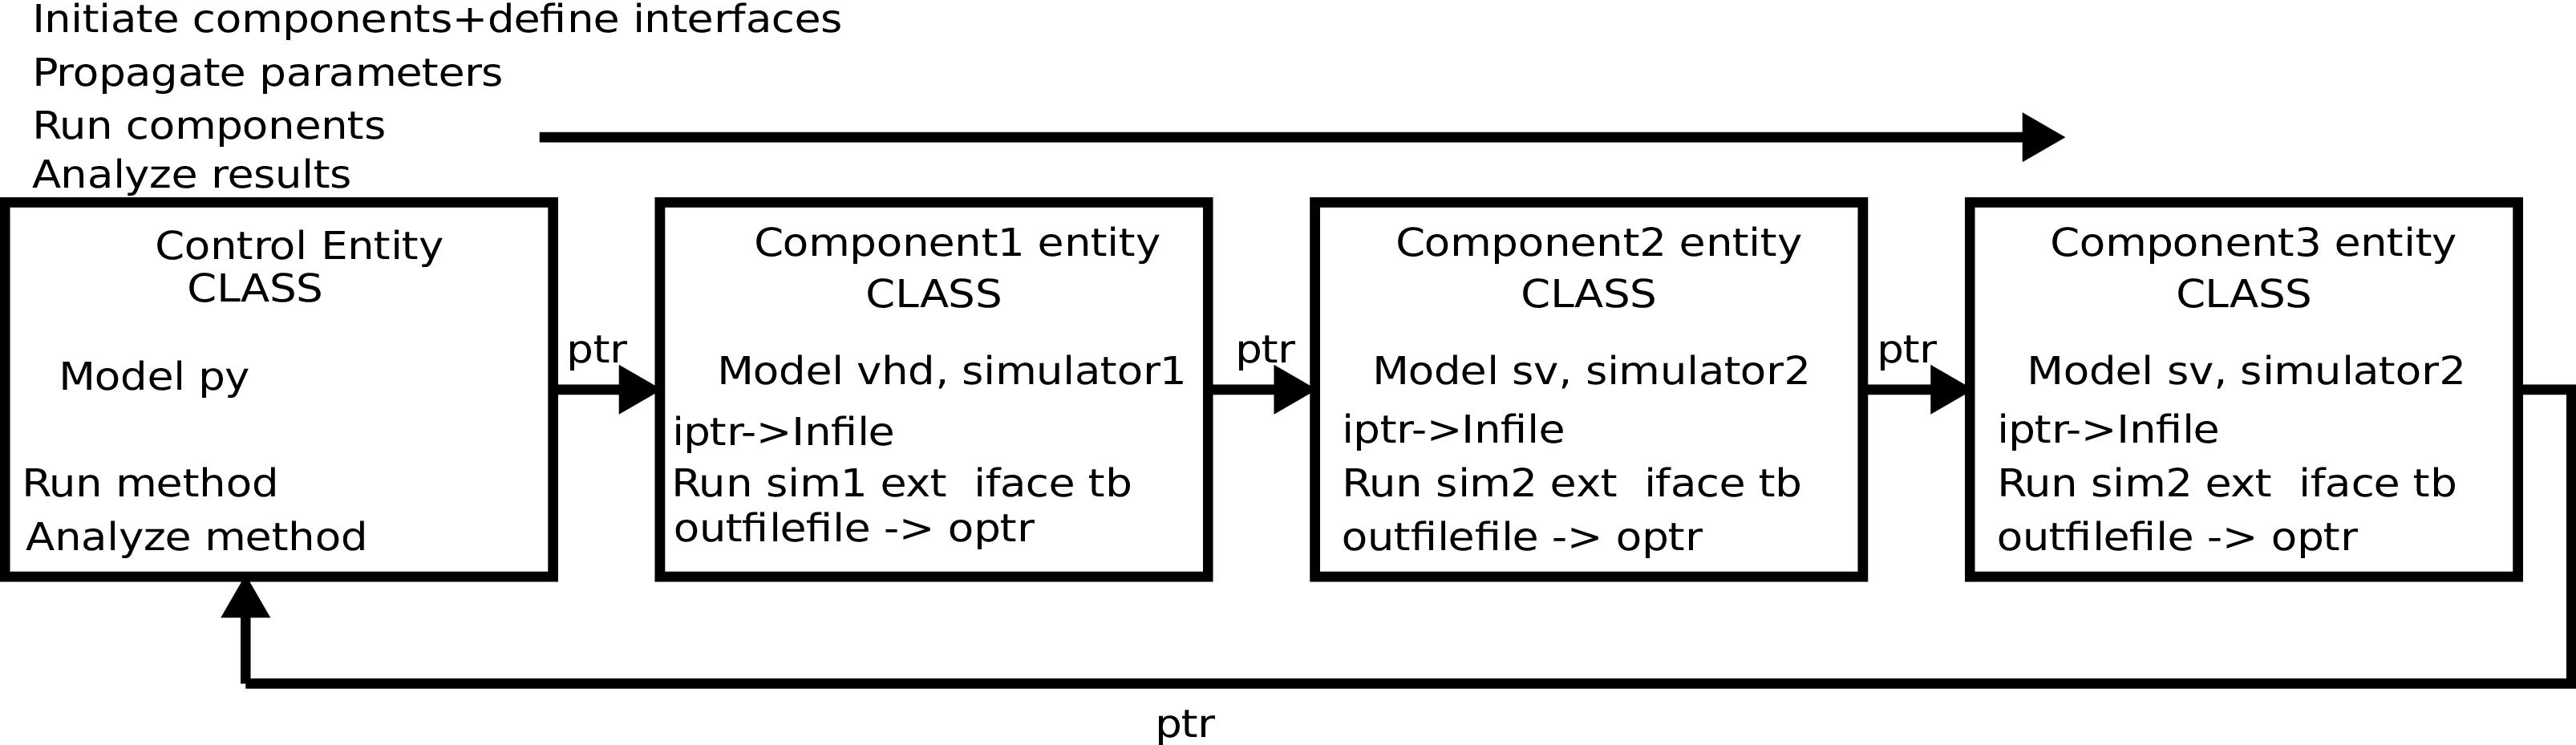 Initiate components+define interfaces
Propagate parameters
Run components
Analyze results
Control Entity
CLASS
Model py
Run method
Analyze method
ptr
Component1 entity
CLASS
Model vhd, simulator1
iptr->Infile
Run sim1 ext  iface tb
outfilefile -> optr
ptr
Component2 entity
CLASS
Model sv, simulator2
iptr->Infile
Run sim2 ext  iface tb
outfilefile -> optr
ptr
Component3 entity
CLASS
Model sv, simulator2
iptr->Infile
Run sim2 ext  iface tb
outfilefile -> optr
ptr